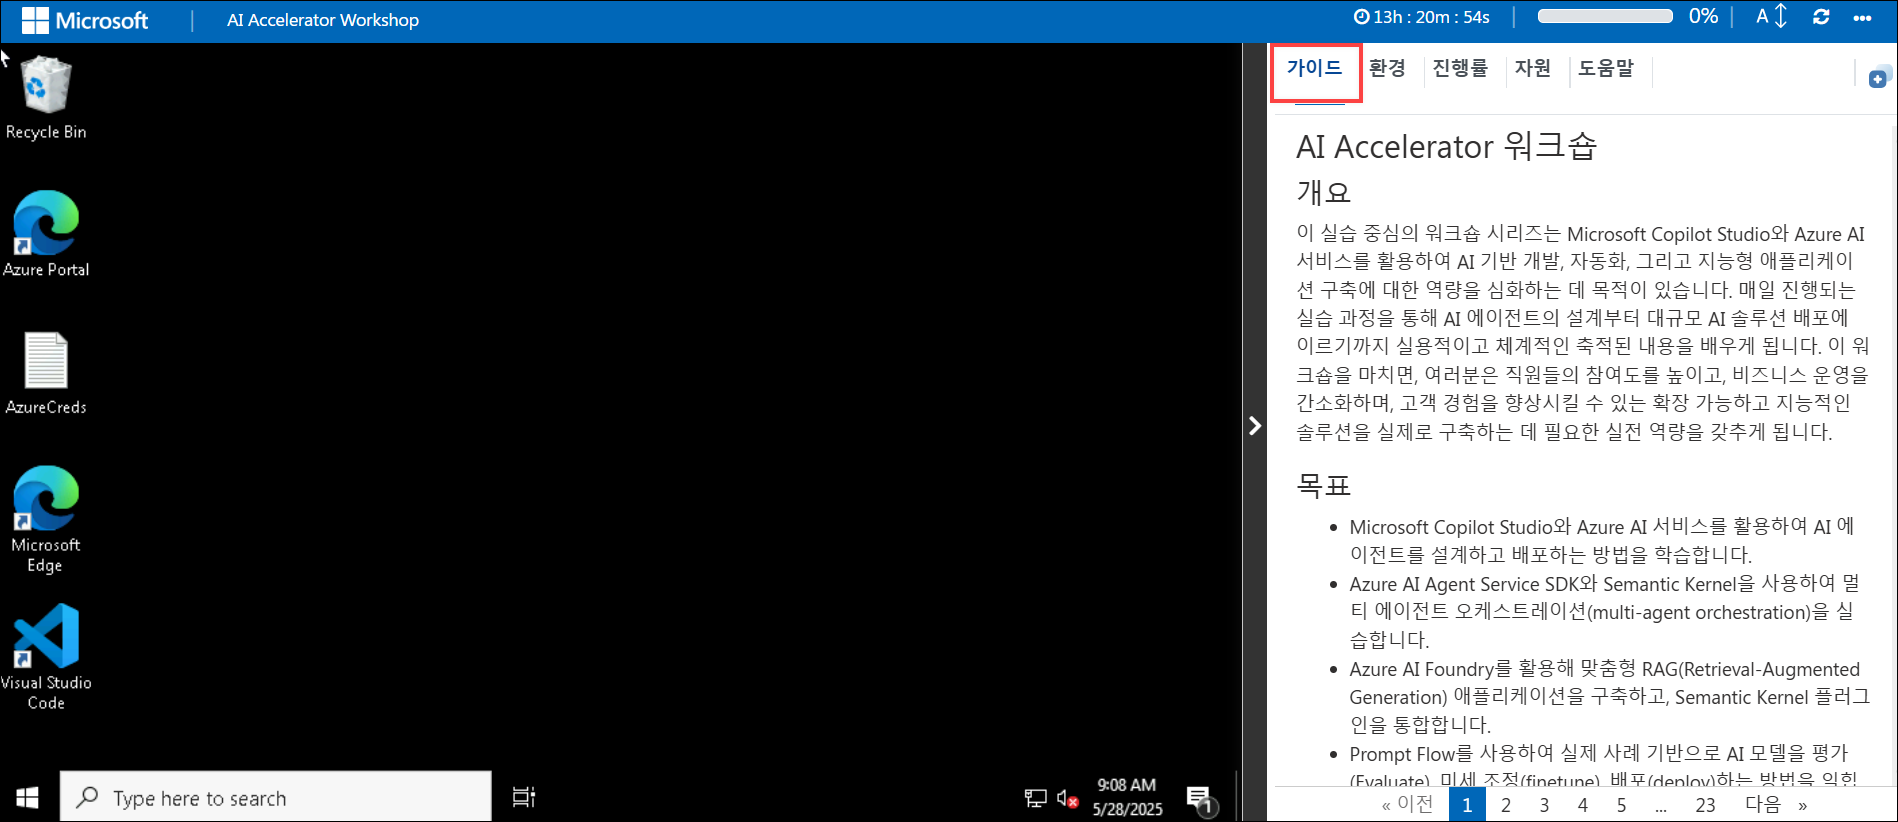 Microsoft
AI Accelerator Workshop
13h : 20m : 54s
0%
A
Recycle Bin
Azure Portal
AzureCreds
Microsoft
Edge
Visual Studio
Code
Type here to search
9:08 AM
5/28/2025
1
가이드
환경
진행률
자원
도움말
AI Accelerator 워크숍
개요
이 실습 중심의 워크숍 시리즈는 Microsoft Copilot Studio와 Azure AI
서비스를 활용하여 AI 기반 개발, 자동화, 그리고 지능형 애플리케이
션 구축에 대한 역량을 심화하는 데 목적이 있습니다. 매일 진행되는
실습 과정을 통해 AI 에이전트의 설계부터 대규모 AI 솔루션 배포에
이르기까지 실용적이고 체계적인 축적된 내용을 배우게 됩니다. 이 워
크숍을 마치면, 여러분은 직원들의 참여도를 높이고, 비즈니스 운영을
간소화하며, 고객 경험을 향상시킬 수 있는 확장 가능하고 지능적인
솔루션을 실제로 구축하는 데 필요한 실전 역량을 갖추게 됩니다.
목표
• Microsoft Copilot Studio와 Azure AI 서비스를 활용하여 AI 에
이전트를 설계하고 배포하는 방법을 학습합니다.
• Azure AI Agent Service SDK와 Semantic Kernel을 사용하여 멀
티 에이전트 오케스트레이션(multi-agent orchestration)을 실
습합니다.
• Azure AI Foundry를 활용해 맞춤형 RAG(Retrieval-Augmented
Generation) 애플리케이션을 구축하고, Semantic Kernel 플러그
인을 통합합니다.
• Prompt Flow를 사용하여 실제 사례 기반으로 AI 모델을 평가
(Evaluate), 미세 조정(finetune), 배포(deploy)하는 방법을 익힙
« 이전 1 2 3 4 5 ... 23 다음 »